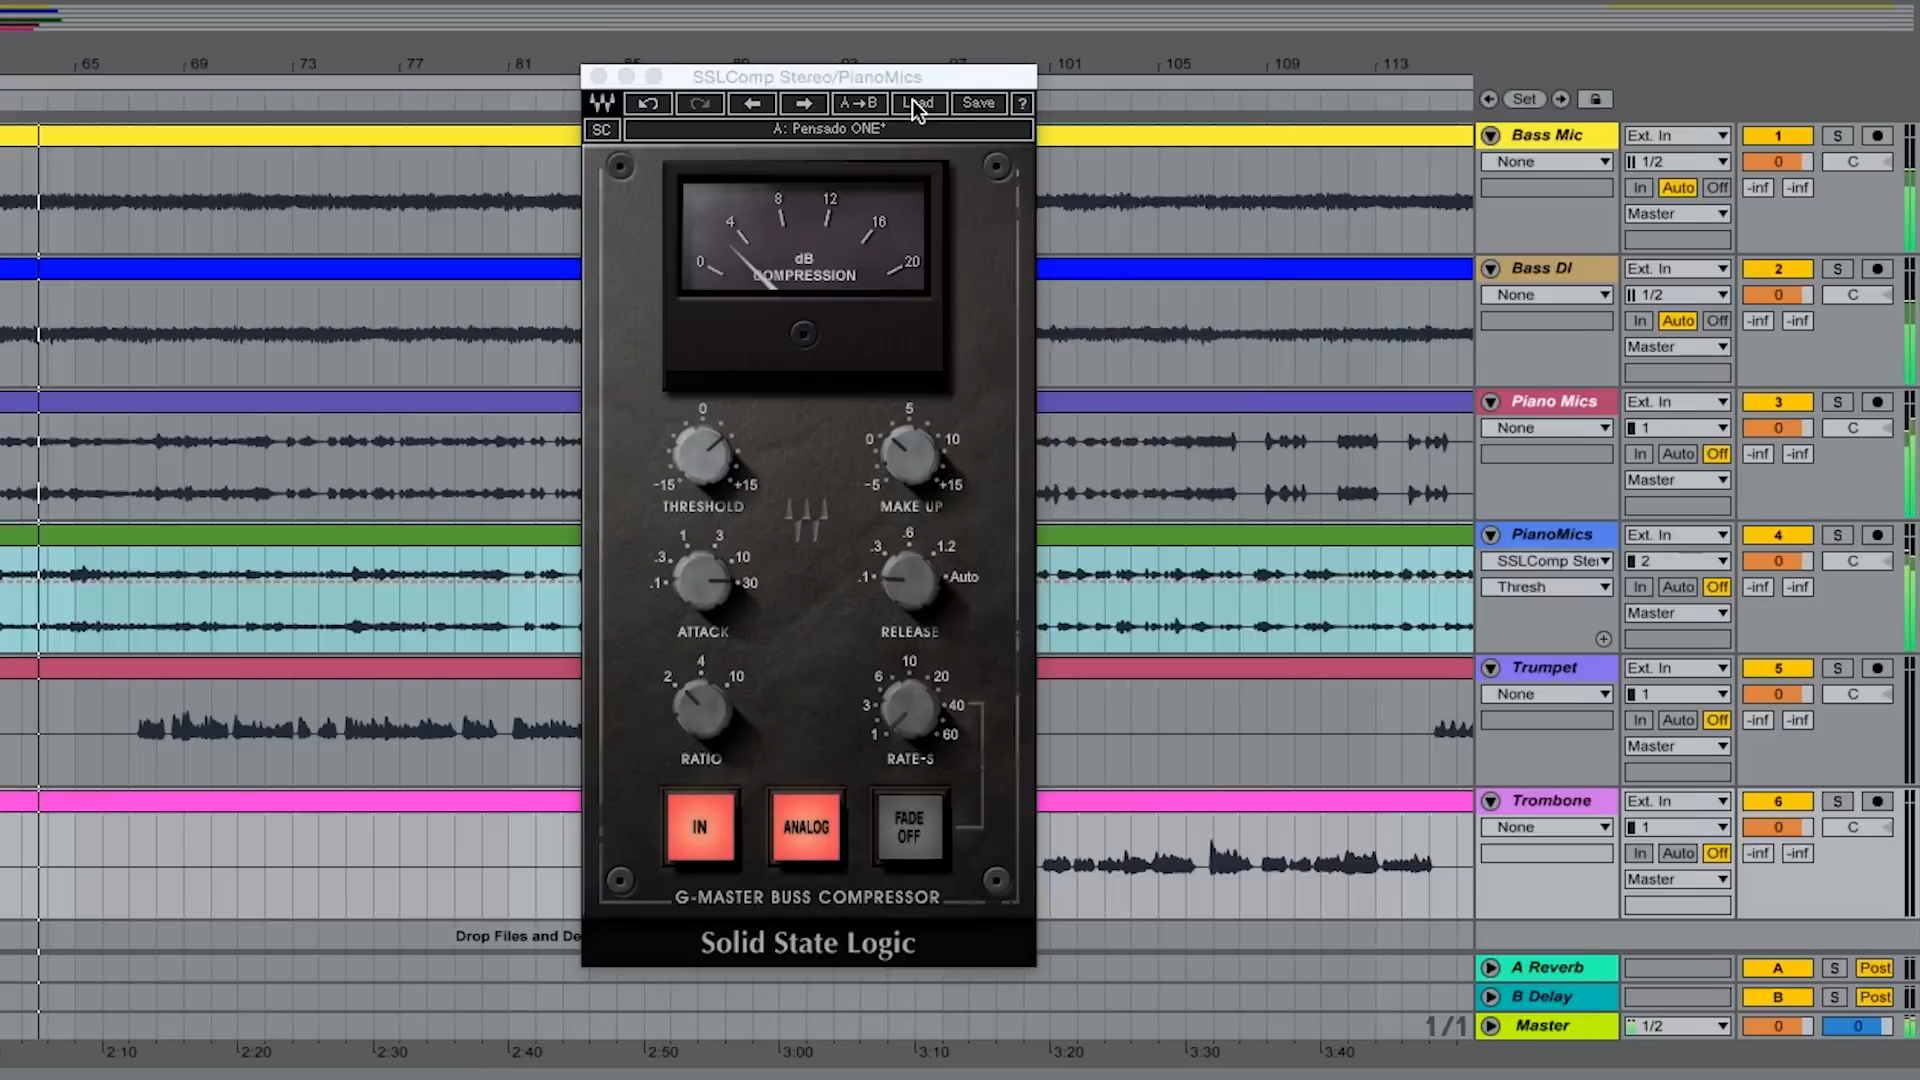 65 69 73 77 81 85 89 93 97 101 105 109 113
SSLComp Stereo/PianoMics
A→B Load Save ?
SC A: Pensado ONE*
Set
0 4 8 12 16 20
dB
COMPRESSION
0
-15 +15
THRESHOLD
5
0 10
-5 +15
MAKE UP
1 3
.3 10
.1 30
ATTACK
.6
.3 1.2
.1 Auto
RELEASE
4
2 10
RATIO
10
6 20
3 40
1 60
RATE-S
IN
ANALOG
FADE
OFF
G-MASTER BUSS COMPRESSOR
Solid State Logic
Bass Mic Ext. In 1 S
None 1/2 0 C
In Auto Off -inf -inf
Master
Bass DI Ext. In 2 S
None 1/2 0 C
In Auto Off -inf -inf
Master
Piano Mics Ext. In 3 S
None 1 0 C
In Auto Off -inf -inf
Master
PianoMics Ext. In 4 S
SSLComp Ste 2 0 C
Thresh In Auto Off -inf -inf
Master
Trumpet Ext. In 5 S
None 1 0 C
In Auto Off -inf -inf
Master
Trombone Ext. In 6 S
None 1 0 C
In Auto Off -inf -inf
Master
Drop Files and De
A Reverb A S Post
B Delay B S Post
1/1 Master 1/2 0 0
2:10 2:20 2:30 2:40 2:50 3:00 3:10 3:20 3:30 3:40